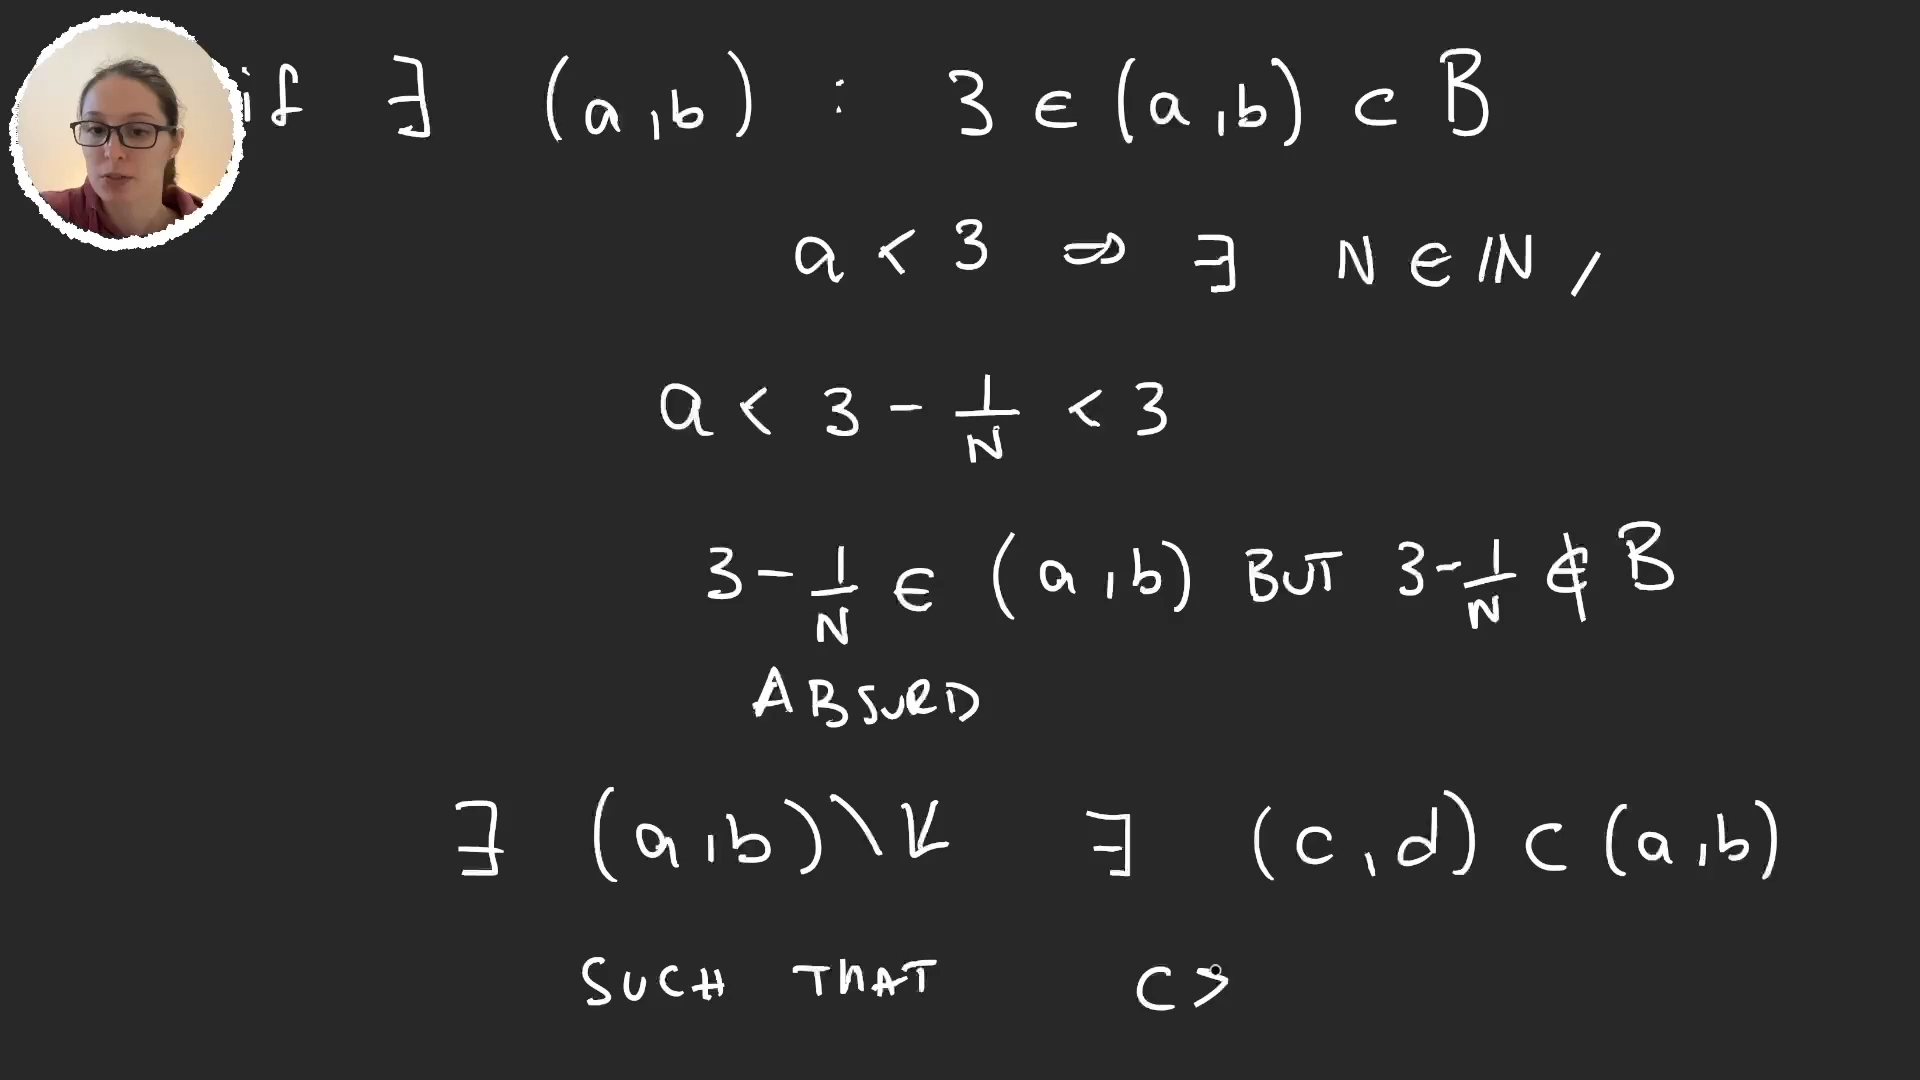 if ∃ (a,b) : 3 ∈ (a,b) ⊂ B
a < 3 ⇒ ∃ N ∈ ℕ /
a < 3 - 1/N < 3
3 - 1/N ∈ (a,b) BUT 3 - 1/N ∉ B
ABSURD
∃ (a,b) \ K ∃ (c,d) ⊂ (a,b)
SUCH THAT c >